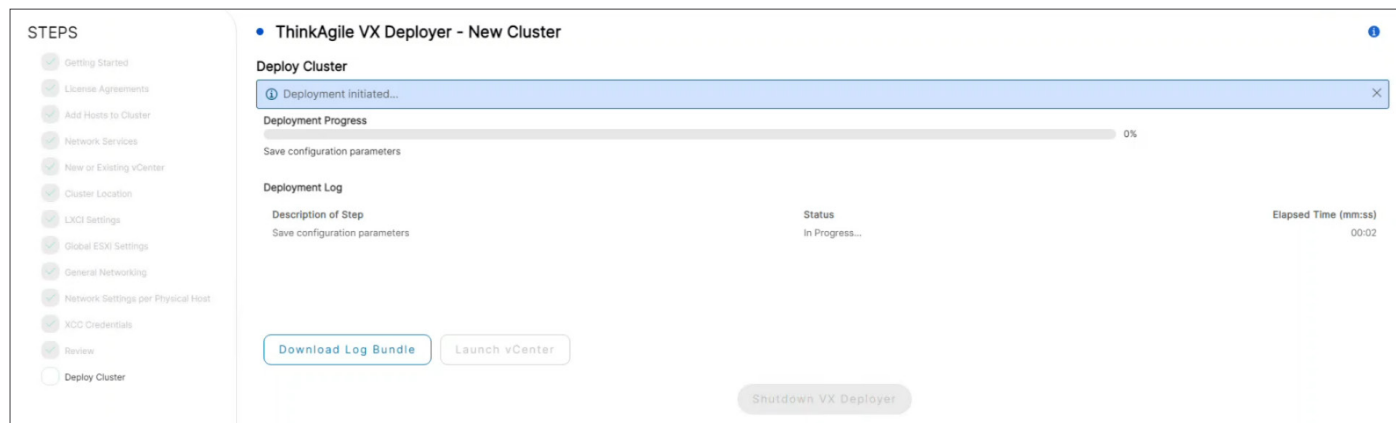 STEPS
Getting Started
License Agreements
Add Hosts to Cluster
Network Services
New or Existing vCenter
Cluster Location
LXCI Settings
Global ESXi Settings
General Networking
Network Settings per Physical Host
XCC Credentials
Review
Deploy Cluster
ThinkAgile VX Deployer - New Cluster
Deploy Cluster
Deployment initiated...
Deployment Progress
0%
Save configuration parameters
Deployment Log
Description of Step Status Elapsed Time (mm:ss)
Save configuration parameters In Progress... 00:02
Download Log Bundle Launch vCenter
Shutdown VX Deployer